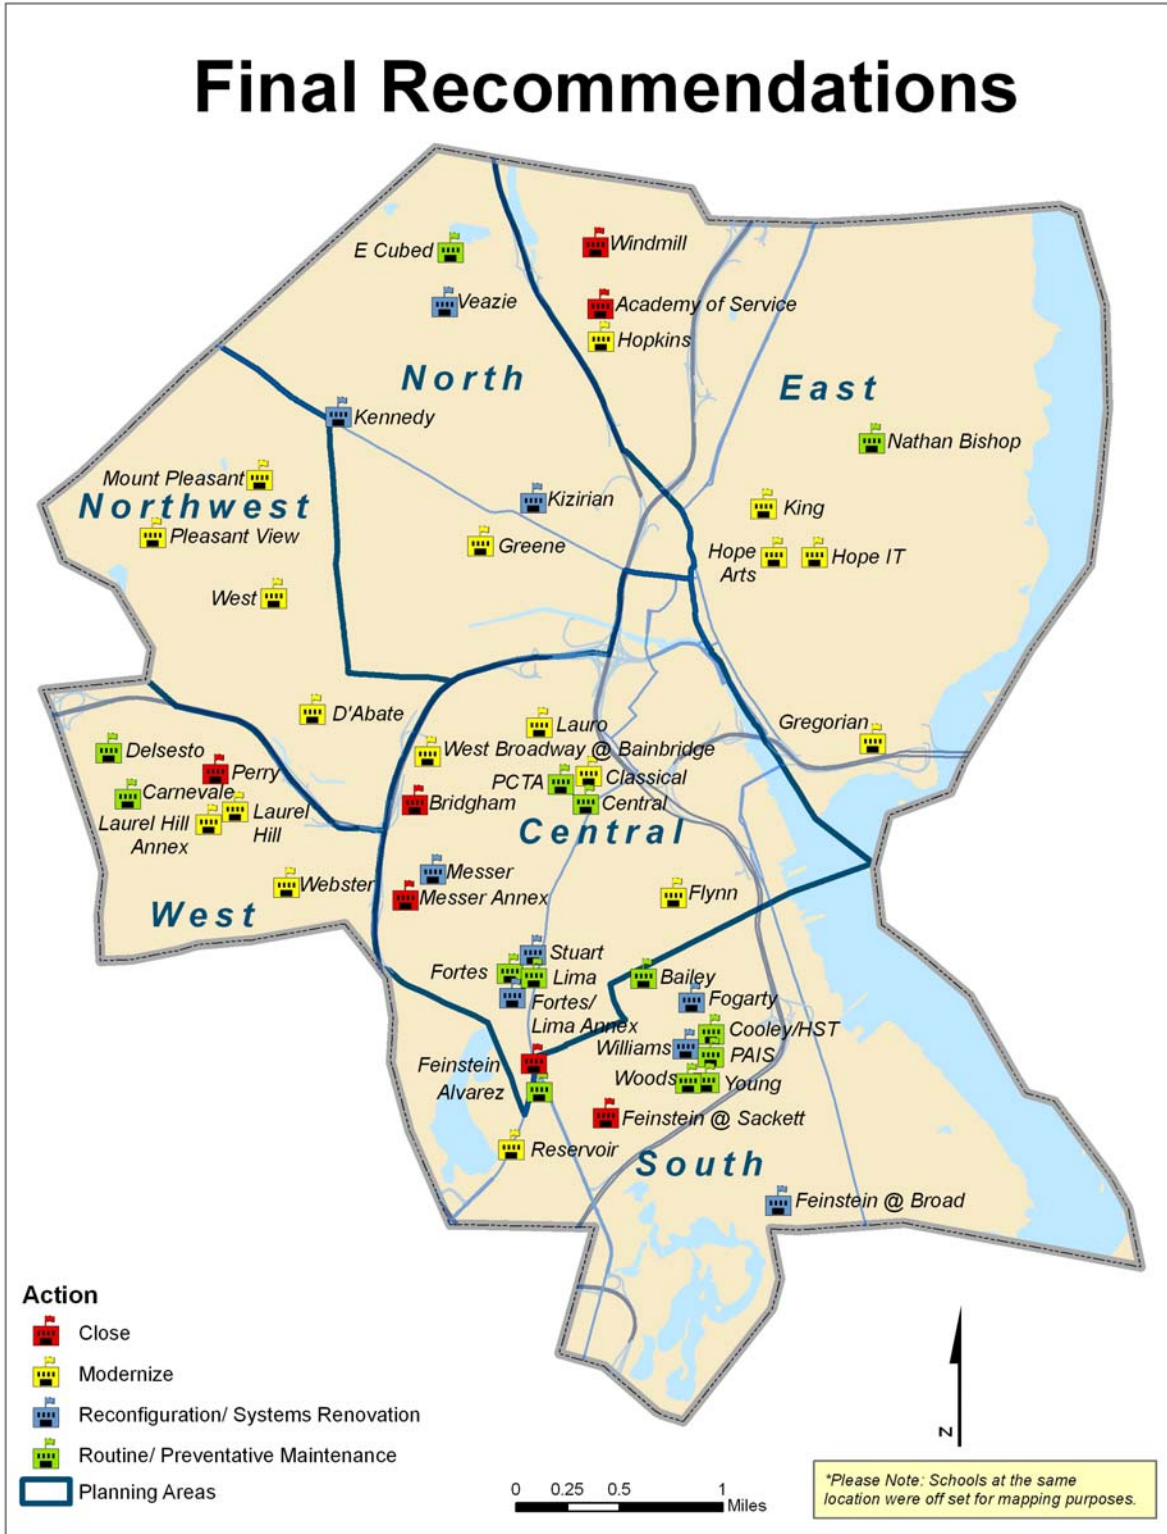 Final Recommendations
E Cubed
Windmill
Veazie
Academy of Service
Hopkins
North
East
Kennedy
Nathan Bishop
Mount Pleasant
Northwest
Kizirian
King
Pleasant View
Greene
Hope
Arts
Hope IT
West
D'Abate
Lauro
Gregorian
Delsesto
West Broadway @ Bainbridge
Perry
PCTA
Classical
Carnevale
Bridgham
Central
Laurel Hill
Annex
Laurel
Hill
Central
Messer
Webster
Messer Annex
Flynn
West
Stuart
Fortes
Lima
Bailey
Fortes/
Lima Annex
Fogarty
Cooley/HST
Williams
PAIS
Feinstein
Woods
Young
Alvarez
Feinstein @ Sackett
Reservoir
South
Feinstein @ Broad
Action
Close
Modernize
Reconfiguration/ Systems Renovation
Routine/ Preventative Maintenance
Planning Areas
0 0.25 0.5 1
Miles
N
*Please Note: Schools at the same
location were off set for mapping purposes.